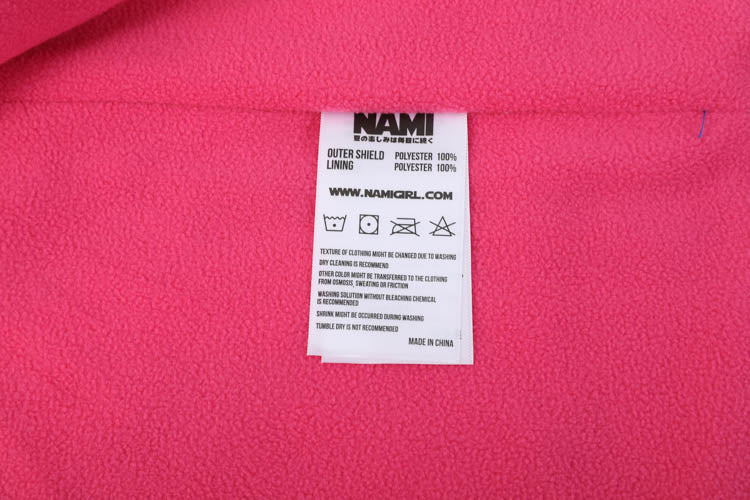 NAMI
OUTER SHIELD POLYESTER 100%
LINING POLYESTER 100%
WWW.NAMIGIRL.COM
TEXTURE OF CLOTHING MIGHT BE CHANGED DUE TO WASHING
DRY CLEANING IS RECOMMEND
OTHER COLOR MIGHT BE TRANSFERRED TO THE CLOTHING
FROM OSMOSIS, SWEATING OR FRICTION
WASHING SOLUTION WITHOUT BLEACHING CHEMICAL
IS RECOMMENDED
SHRINK MIGHT BE OCCURRED DURING WASHING
TUMBLE DRY IS NOT RECOMMENDED
MADE IN CHINA